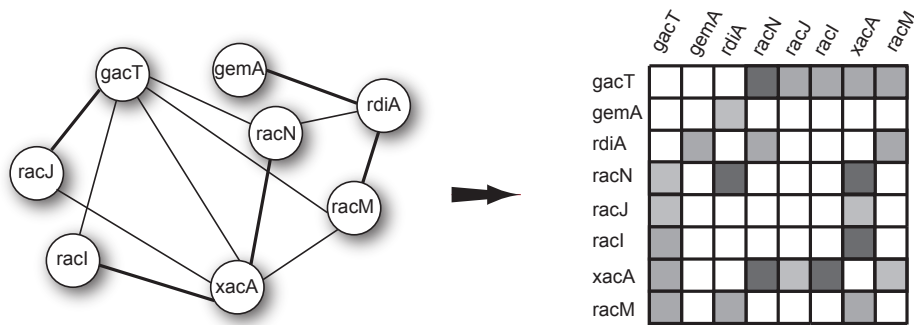 gacT
gemA
rdiA
racN
racJ
racM
racI
xacA
gacT gemA rdiA racN racJ racI xacA racM
gacT
gemA
rdiA
racN
racJ
racI
xacA
racM